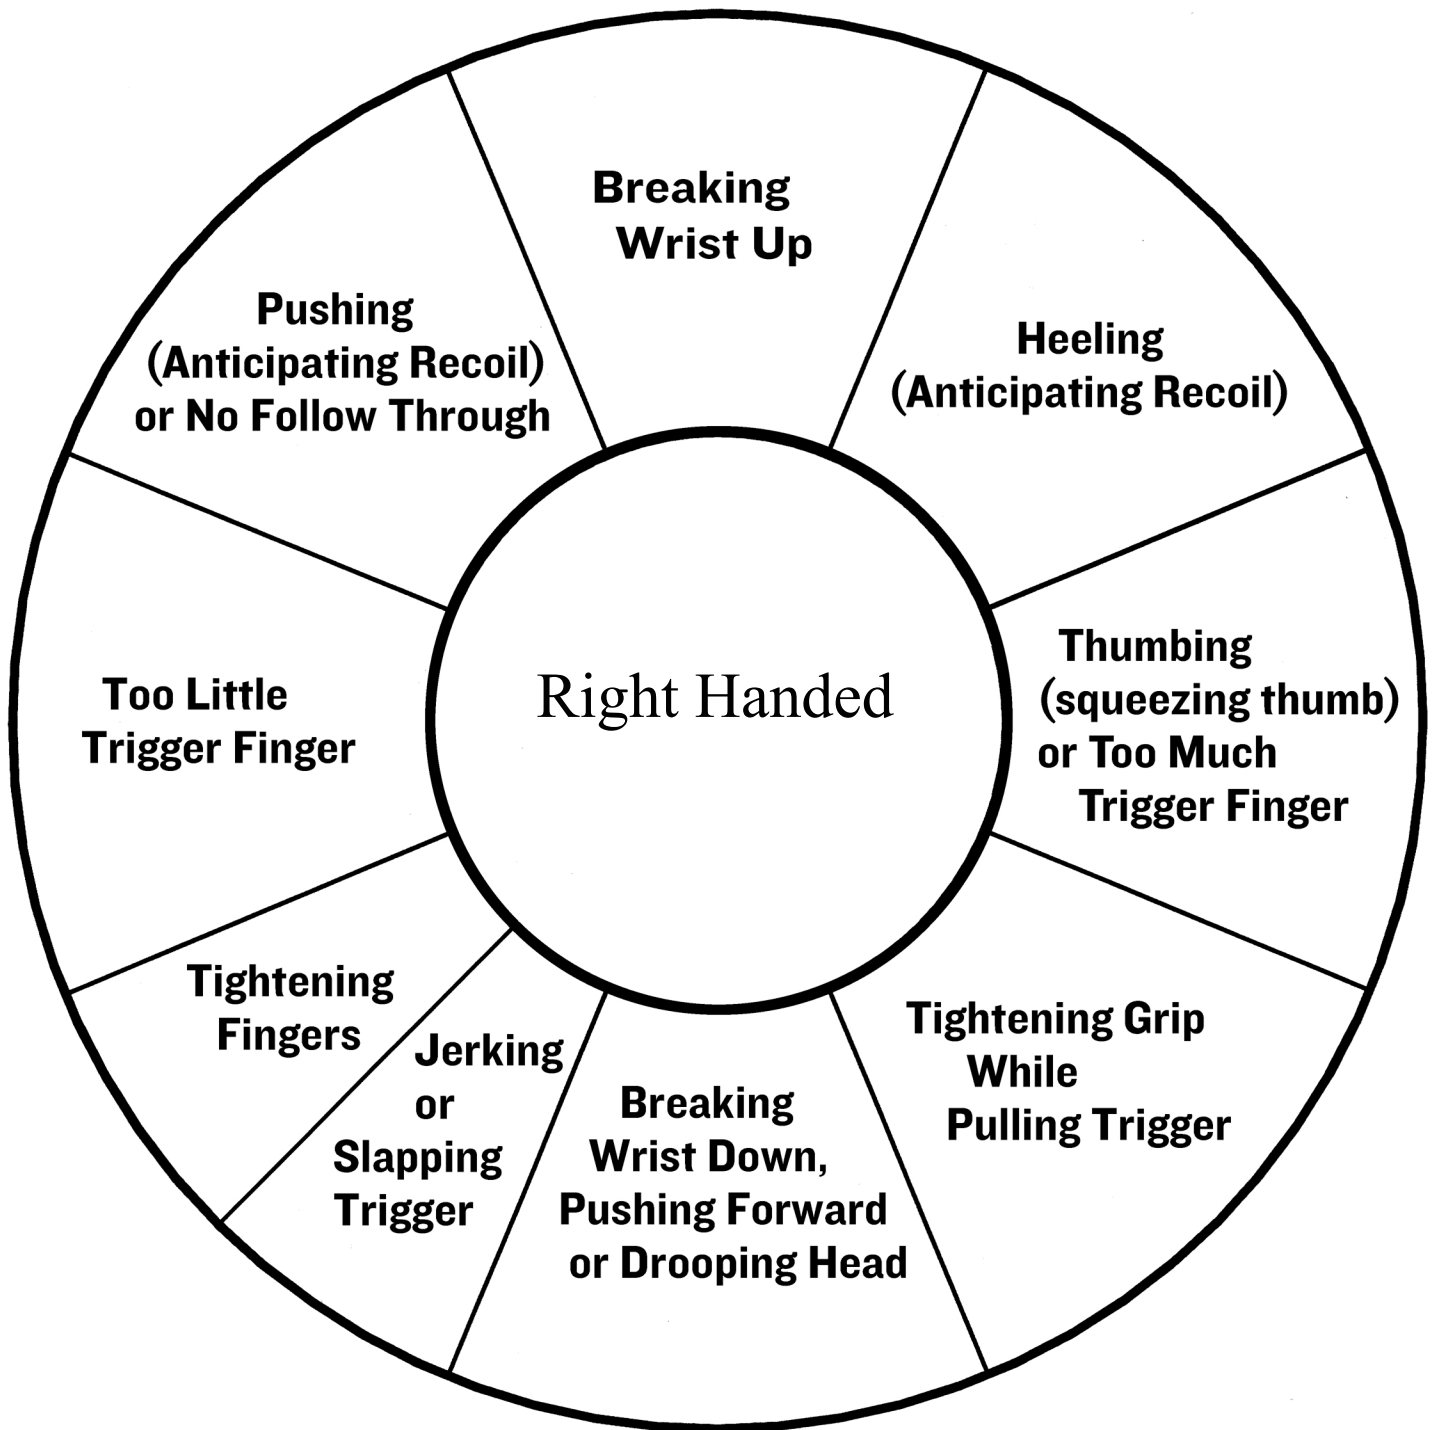 Breaking
Wrist Up
Pushing
(Anticipating Recoil)
or No Follow Through
Heeling
(Anticipating Recoil)
Too Little
Trigger Finger
Right Handed
Thumbing
(squeezing thumb)
or Too Much
Trigger Finger
Tightening
Fingers
Jerking
or
Slapping
Trigger
Breaking
Wrist Down,
Pushing Forward
or Drooping Head
Tightening Grip
While
Pulling Trigger